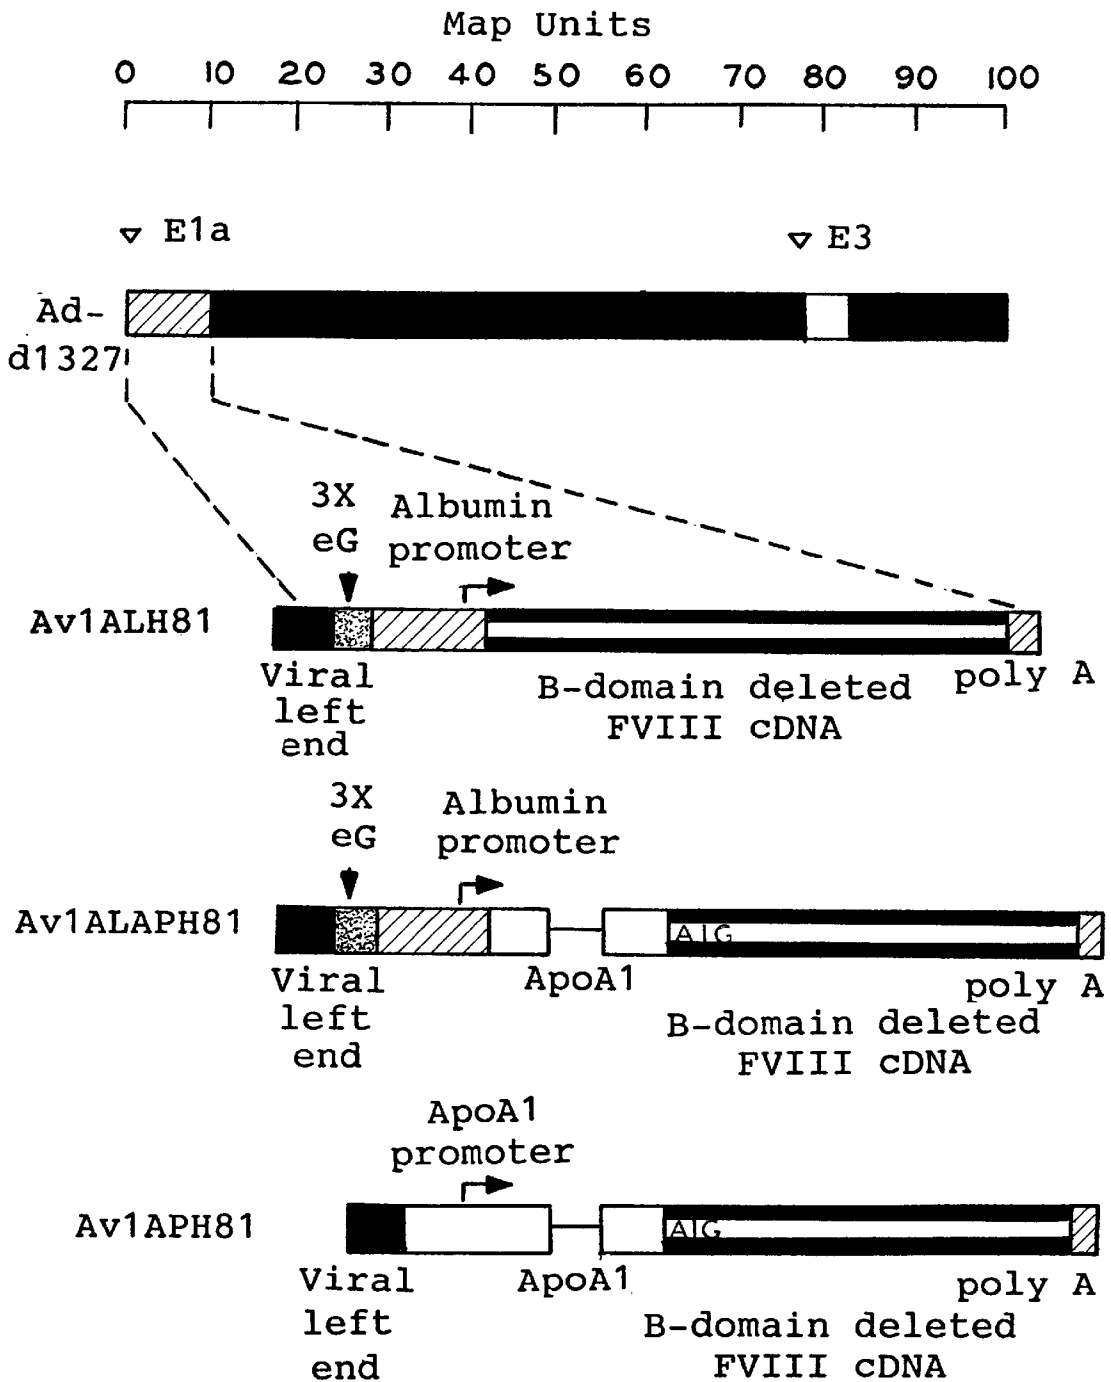 Map Units
0 10 20 30 40 50 60 70 80 90 100
E1a
E3
Ad-
d1327
3X
eG
Albumin
promoter
Av1ALH81
Viral
left
end
B-domain deleted
FVIII cDNA
poly A
3X
eG
Albumin
promoter
Av1ALAPH81
ATG
Viral
left
end
ApoA1
poly A
B-domain deleted
FVIII cDNA
ApoA1
promoter
Av1APH81
ATG
Viral
left
end
ApoA1
poly A
B-domain deleted
FVIII cDNA